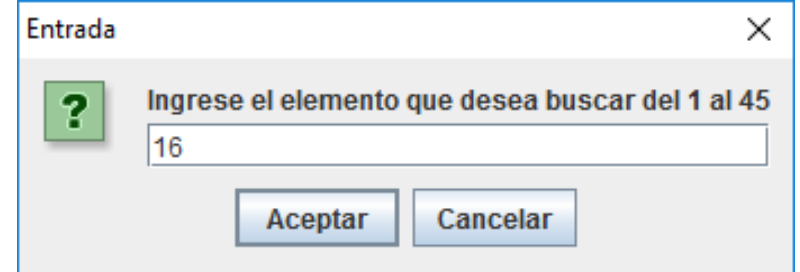 Entrada
?
Ingrese el elemento que desea buscar del 1 al 45
16
Aceptar Cancelar